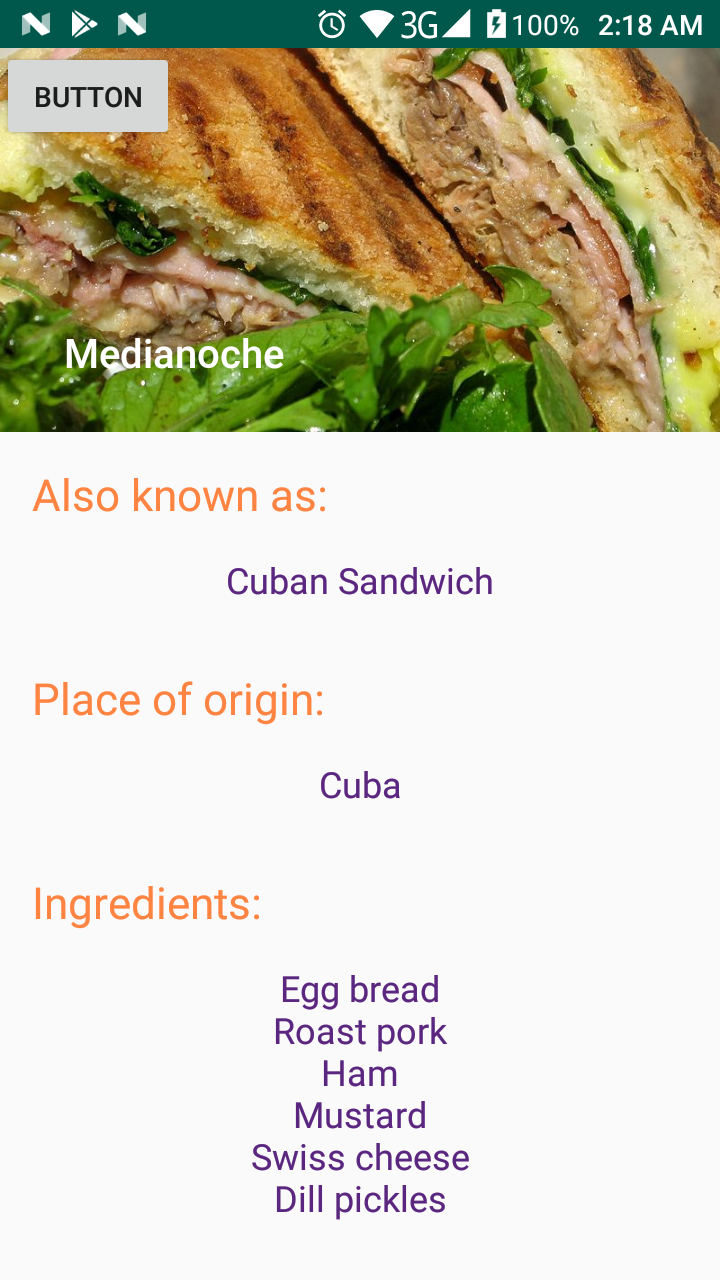 3G 100% 2:18 AM
BUTTON
Medianoche
Also known as:
Cuban Sandwich
Place of origin:
Cuba
Ingredients:
Egg bread
Roast pork
Ham
Mustard
Swiss cheese
Dill pickles